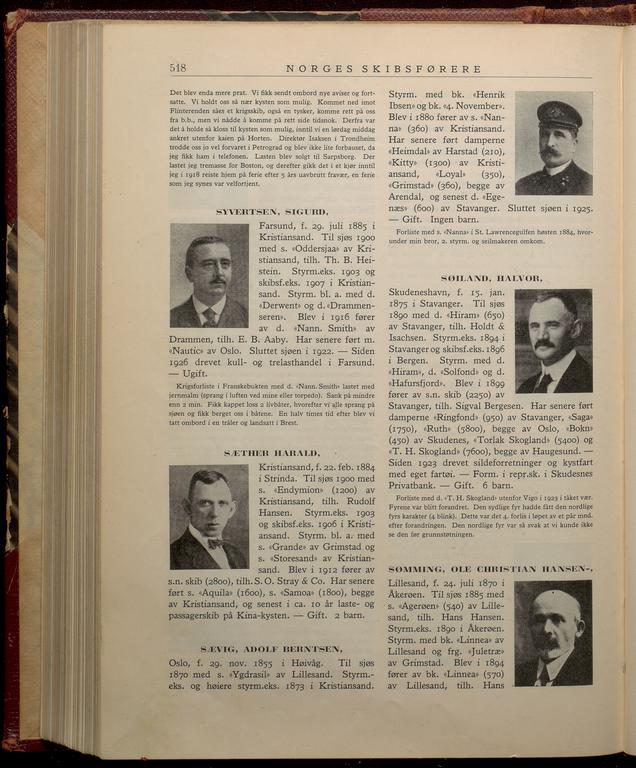 518
NORGES SKIBSFØRERE
Det blev enda mere prat. Vi fikk sendt ombord nye aviser og fort-
satte. Vi holdt oss så nær kysten som mulig. Kommet ned imot
Flinterenden såes et krigsskib, også en tysker, komme rett på oss
fra b.b., men vi nådde å komme på rett side tidsnok. Derfra var
det å holde så kloss til kysten som mulig, inntil vi en lørdag middag
ankret utenfor kaien på Horten. Direktør Isaksen i Trondheim
trodde oss jo vel forvaret i Petrograd og blev ikke lite forbauset, da
jeg fikk ham i telefonen. Lasten blev solgt til Sarpsborg. Der
lastet jeg tremasse for Boston, og derefter gikk det i et kjør inntil
jeg i 1918 reiste hjem på ferie efter 5 års uavbrutt fravær, en ferie
som jeg synes var velfortjent.
SYVERTSEN, SIGURD,
Farsund, f. 29. juli 1885 i
Kristiansand. Til sjøs 1900
med s. «Oddersjaa» av Kri-
stiansand, tilh. Th. B. Hei-
stein. Styrm.eks. 1903 og
skibsf.eks. 1907 i Kristian-
sand. Styrm. bl. a. med d.
«Derwent» og d. «Drammen-
seren». Blev i 1916 fører
av d. «Nann. Smith» av
Drammen, tilh. E. B. Aaby. Har senere ført m.
«Nautic» av Oslo. Sluttet sjøen i 1922. — Siden
1926 drevet kull- og trelasthandel i Farsund.
— Ugift.
Krigsforliste i Franskebukten med d. «Nann. Smith» lastet med
jernmalm (sprang i luften ved mine eller torpedo). Sank på mindre
enn 2 min. Fikk kappet loss 2 livbåter, hvorefter vi alle sprang på
sjøen og fikk berget oss i båtene. En halv times tid efter blev vi
tatt ombord i en tråler og landsatt i Brest.
SÆTHER HARALD,
Kristiansand, f. 22. feb. 1884
i Strinda. Til sjøs 1900 med
s. «Endymion» (1200) av
Kristiansand, tilh. Rudolf
Hansen. Styrm.eks. 1903
og skibsf.eks. 1906 i Kristi-
ansand. Styrm. bl. a. med
s. «Grande» av Grimstad og
s. «Storesand» av Kristian-
sand. Blev i 1912 fører av
s.n. skib (2800), tilh. S. O. Stray & Co. Har senere
ført s. «Aquila» (1600), s. «Samoa» (1800), begge
av Kristiansand, og senest i ca. 10 år laste- og
passagerskib på Kina-kysten. — Gift. 2 barn.
SÆVIG, ADOLF BERNTSEN,
Oslo, f. 29. nov. 1855 i Høivåg. Til sjøs
1870 med s. «Ygdrasil» av Lillesand. Styrm.-
eks. og høiere styrm.eks. 1873 i Kristiansand.
Styrm. med bk. «Henrik
Ibsen» og bk. «4. November».
Blev i 1880 fører av s. «Nan-
na» (360) av Kristiansand.
Har senere ført damperne
«Heimdal» av Harstad (210),
«Kitty» (1300) av Kristi-
ansand, «Loyal» (350),
«Grimstad» (360), begge av
Arendal, og senest d. «Ege-
næs» (600) av Stavanger. Sluttet sjøen i 1925.
— Gift. Ingen barn.
Forliste med s. «Nanna» i St. Lawrencegulfen høsten 1884, hvor-
under min bror, 2. styrm. og seilmakeren omkom.
SØILAND, HALVOR,
Skudeneshavn, f. 15. jan.
1875 i Stavanger. Til sjøs
1890 med d. «Hiram» (650)
av Stavanger, tilh. Holdt &
Isachsen. Styrm.eks. 1894 i
Stavanger og skibsf.eks. 1896
i Bergen. Styrm. med d.
«Hiram», d. «Solfond» og d.
«Hafursfjord». Blev i 1899
fører av s.n. skib (2250) av
Stavanger, tilh. Sigval Bergesen. Har senere ført
damperne «Ringfond» (950) av Stavanger, «Saga»
(1750), «Ruth» (5800), begge av Oslo, «Bokn»
(450) av Skudenes, «Torlak Skogland» (5400) og
«T. H. Skogland» (7600), begge av Haugesund. —
Siden 1923 drevet sildeforretning og kystfart
med eget fartøi. — Form. i repr.sk. i Skudesnes
Privatbank. — Gift. 6 barn.
Forliste med d. «T. H. Skogland» utenfor Vigo i 1923 i tåket vær.
Fyrene var blitt forandret. Den sydlige fyr hadde fått den nordlige
fyrs karakter (4 blink). Dette var det 4. forlis i løpet av et pår mnd.
efter forandringen. Den nordlige fyr var så svak at vi kunde ikke
se den før grunnstøtningen.
SØMMING, OLE CHRISTIAN HANSEN-,
Lillesand, f. 24. juli 1870 i
Åkerøen. Til sjøs 1885 med
s. «Agerøen» (540) av Lille-
sand, tilh. Hans Hansen.
Styrm.eks. 1890 i Åkerøen.
Styrm. med bk. «Linnea» av
Lillesand og frg. «Juletræ»
av Grimstad. Blev i 1894
fører av bk. «Linnea» (570)
av Lillesand, tilh. Hans